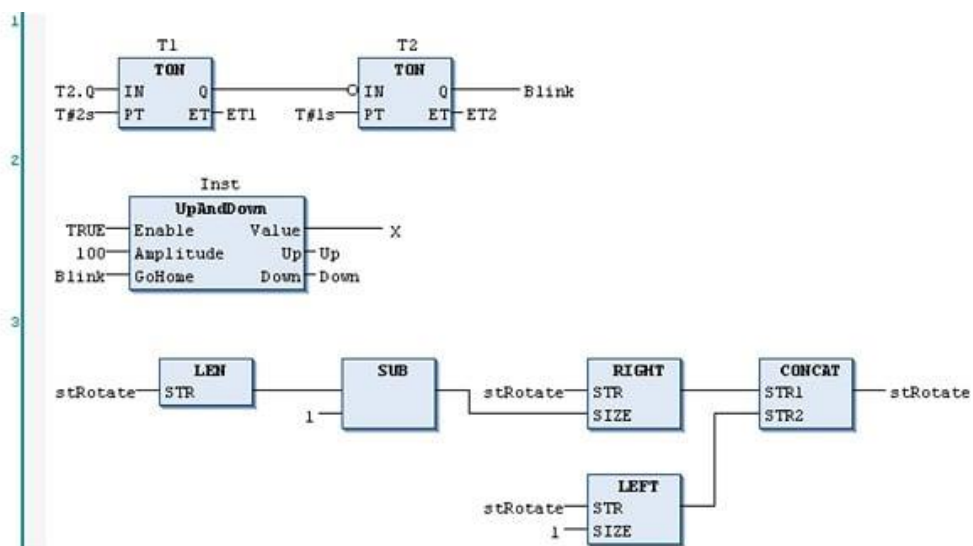 1
T1 T2
TON TON
T2.Q IN Q IN Q Blink
T#2s PT ET ET1 T#1s PT ET ET2
2
Inst
UpAndDown
TRUE Enable Value X
100 Amplitude Up Up
Blink GoHome Down Down
3
LEN SUB RIGHT CONCAT
stRotate STR stRotate STR STR1 stRotate
1 SIZE STR2
LEFT
stRotate STR
1 SIZE